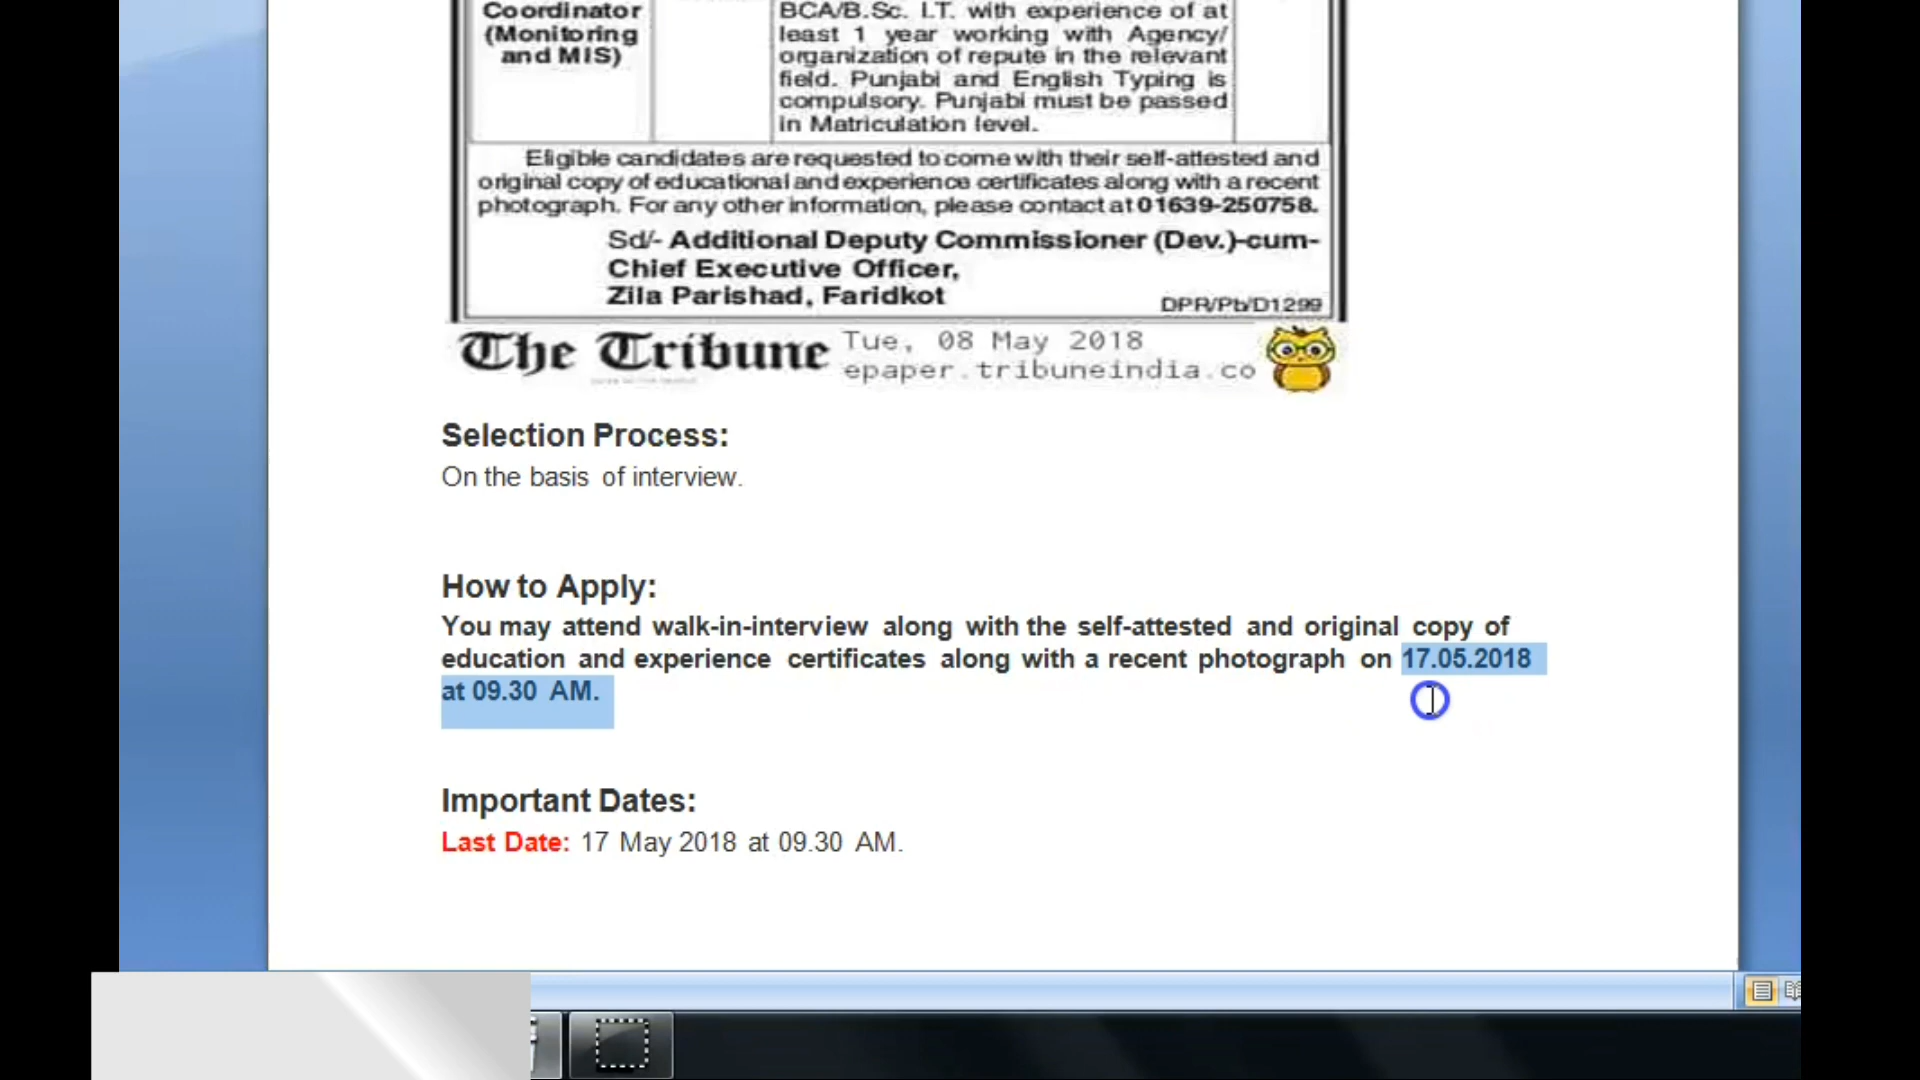 Coordinator
(Monitoring
and MIS)
BCA/B.Sc. I.T. with experience of at
least 1 year working with Agency/
organization of repute in the relevant
field. Punjabi and English Typing is
compulsory. Punjabi must be passed
in Matriculation level.
Eligible candidates are requested to come with their self-attested and
original copy of educational and experience certificates along with a recent
photograph. For any other information, please contact at 01639-250758.
Sd/- Additional Deputy Commissioner (Dev.)-cum-
Chief Executive Officer,
Zila Parishad, Faridkot
DPR/Pb/D1299
The Tribune
Tue, 08 May 2018
epaper.tribuneindia.co
Selection Process:
On the basis of interview.
How to Apply:
You may attend walk-in-interview along with the self-attested and original copy of
education and experience certificates along with a recent photograph on 17.05.2018
at 09.30 AM.
Important Dates:
Last Date: 17 May 2018 at 09.30 AM.